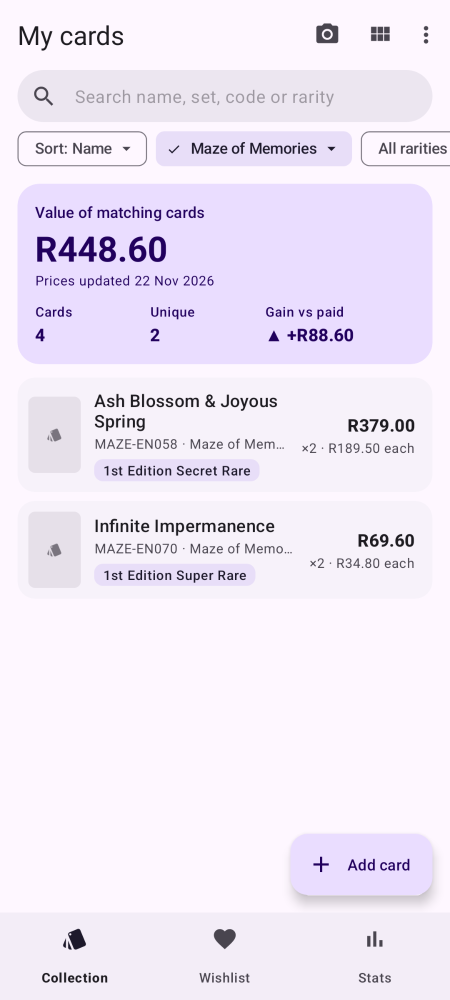 My cards
Search name, set, code or rarity
Sort: Name
Maze of Memories
All rarities
Value of matching cards
R448.60
Prices updated 22 Nov 2026
Cards
Unique
Gain vs paid
4
2
▲ +R88.60
Ash Blossom & Joyous
Spring
R379.00
MAZE-EN058 · Maze of Mem…
×2 · R189.50 each
1st Edition Secret Rare
Infinite Impermanence
R69.60
MAZE-EN070 · Maze of Memo…
×2 · R34.80 each
1st Edition Super Rare
Add card
Collection
Wishlist
Stats